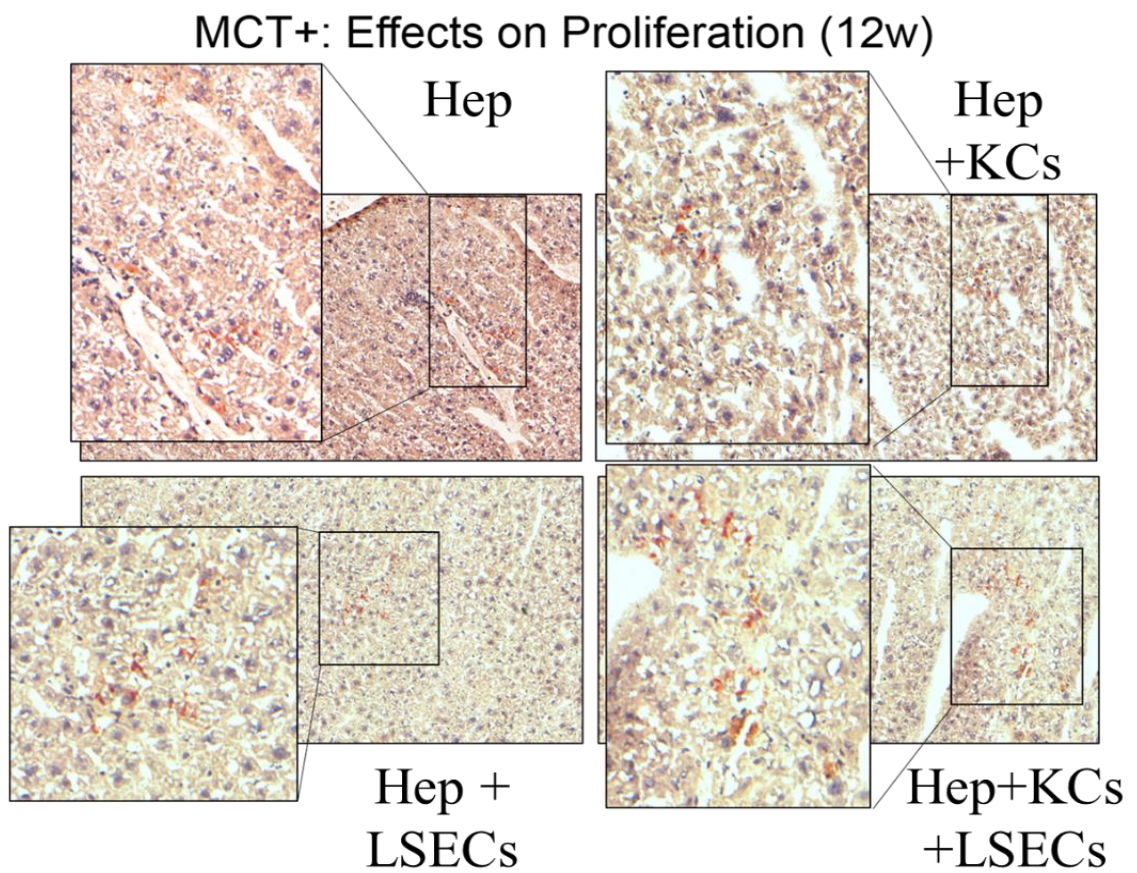 MCT+: Effects on Proliferation (12w)
Hep
Hep
+KCs
Hep +
LSECs
Hep+KCs
+LSECs